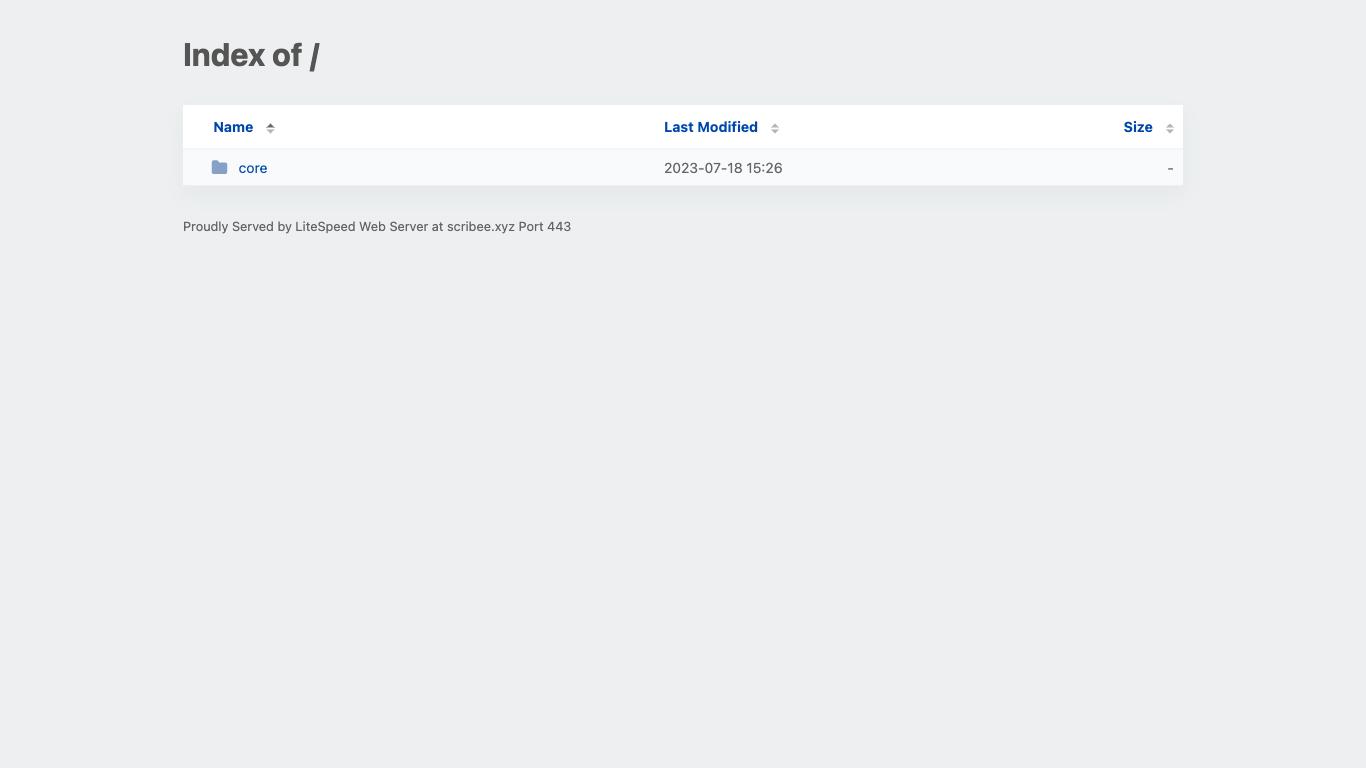 Index of /
Name Last Modified Size
core 2023-07-18 15:26 -
Proudly Served by LiteSpeed Web Server at scribee.xyz Port 443